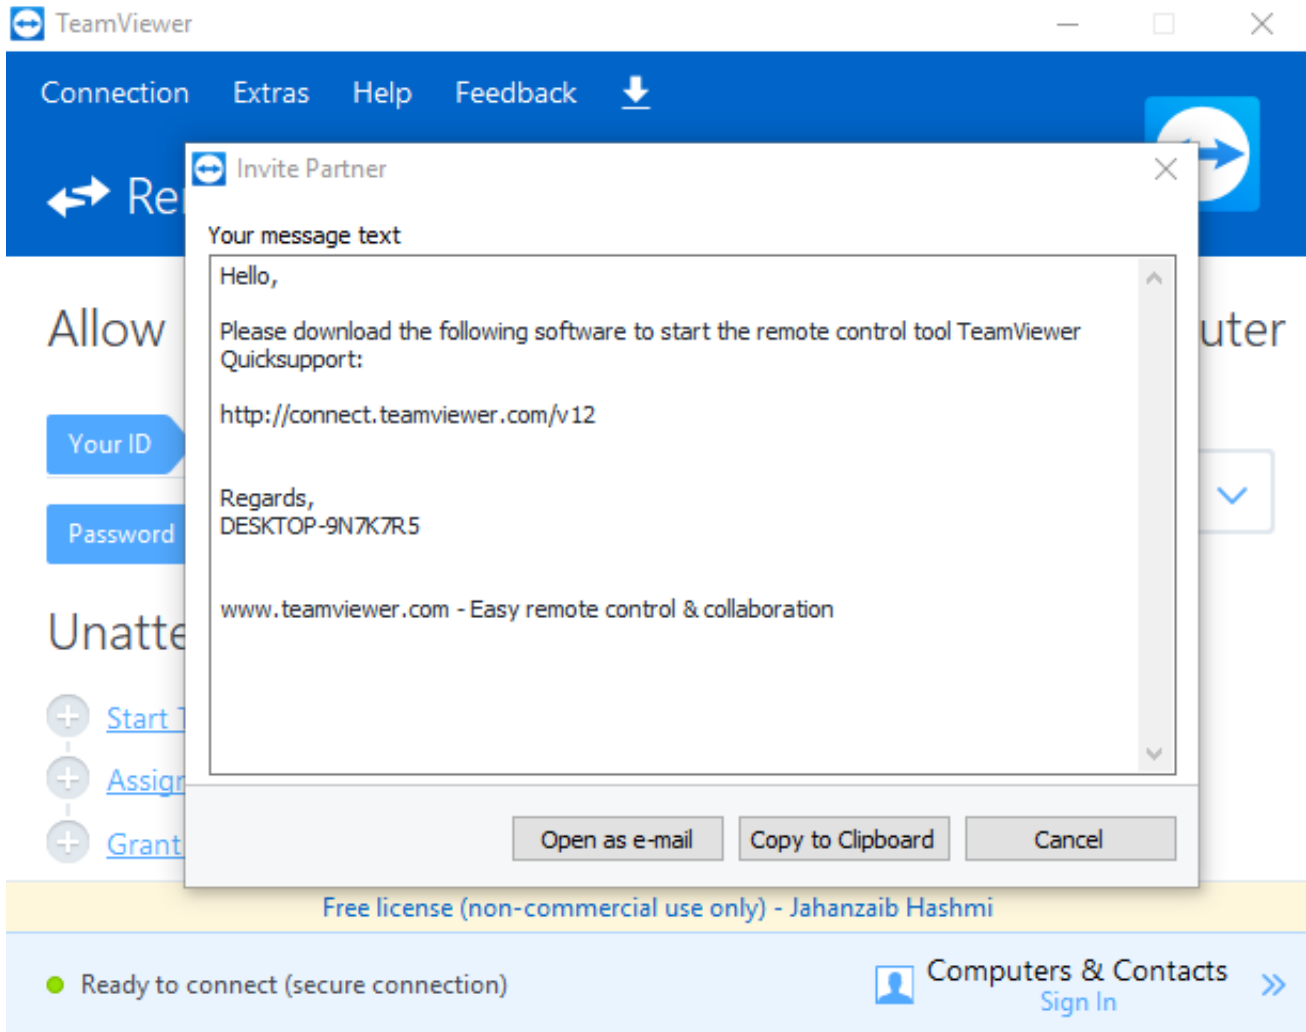 TeamViewer
Connection Extras Help Feedback
Invite Partner
Your message text
Hello,
Please download the following software to start the remote control tool TeamViewer
Quicksupport:
http://connect.teamviewer.com/v12
Regards,
DESKTOP-9N7K7R5
www.teamviewer.com - Easy remote control & collaboration
Open as e-mail Copy to Clipboard Cancel
Allow
Your ID
Password
Start
Assign
Grant
Free license (non-commercial use only) - Jahanzaib Hashmi
Ready to connect (secure connection)
Computers & Contacts
Sign In